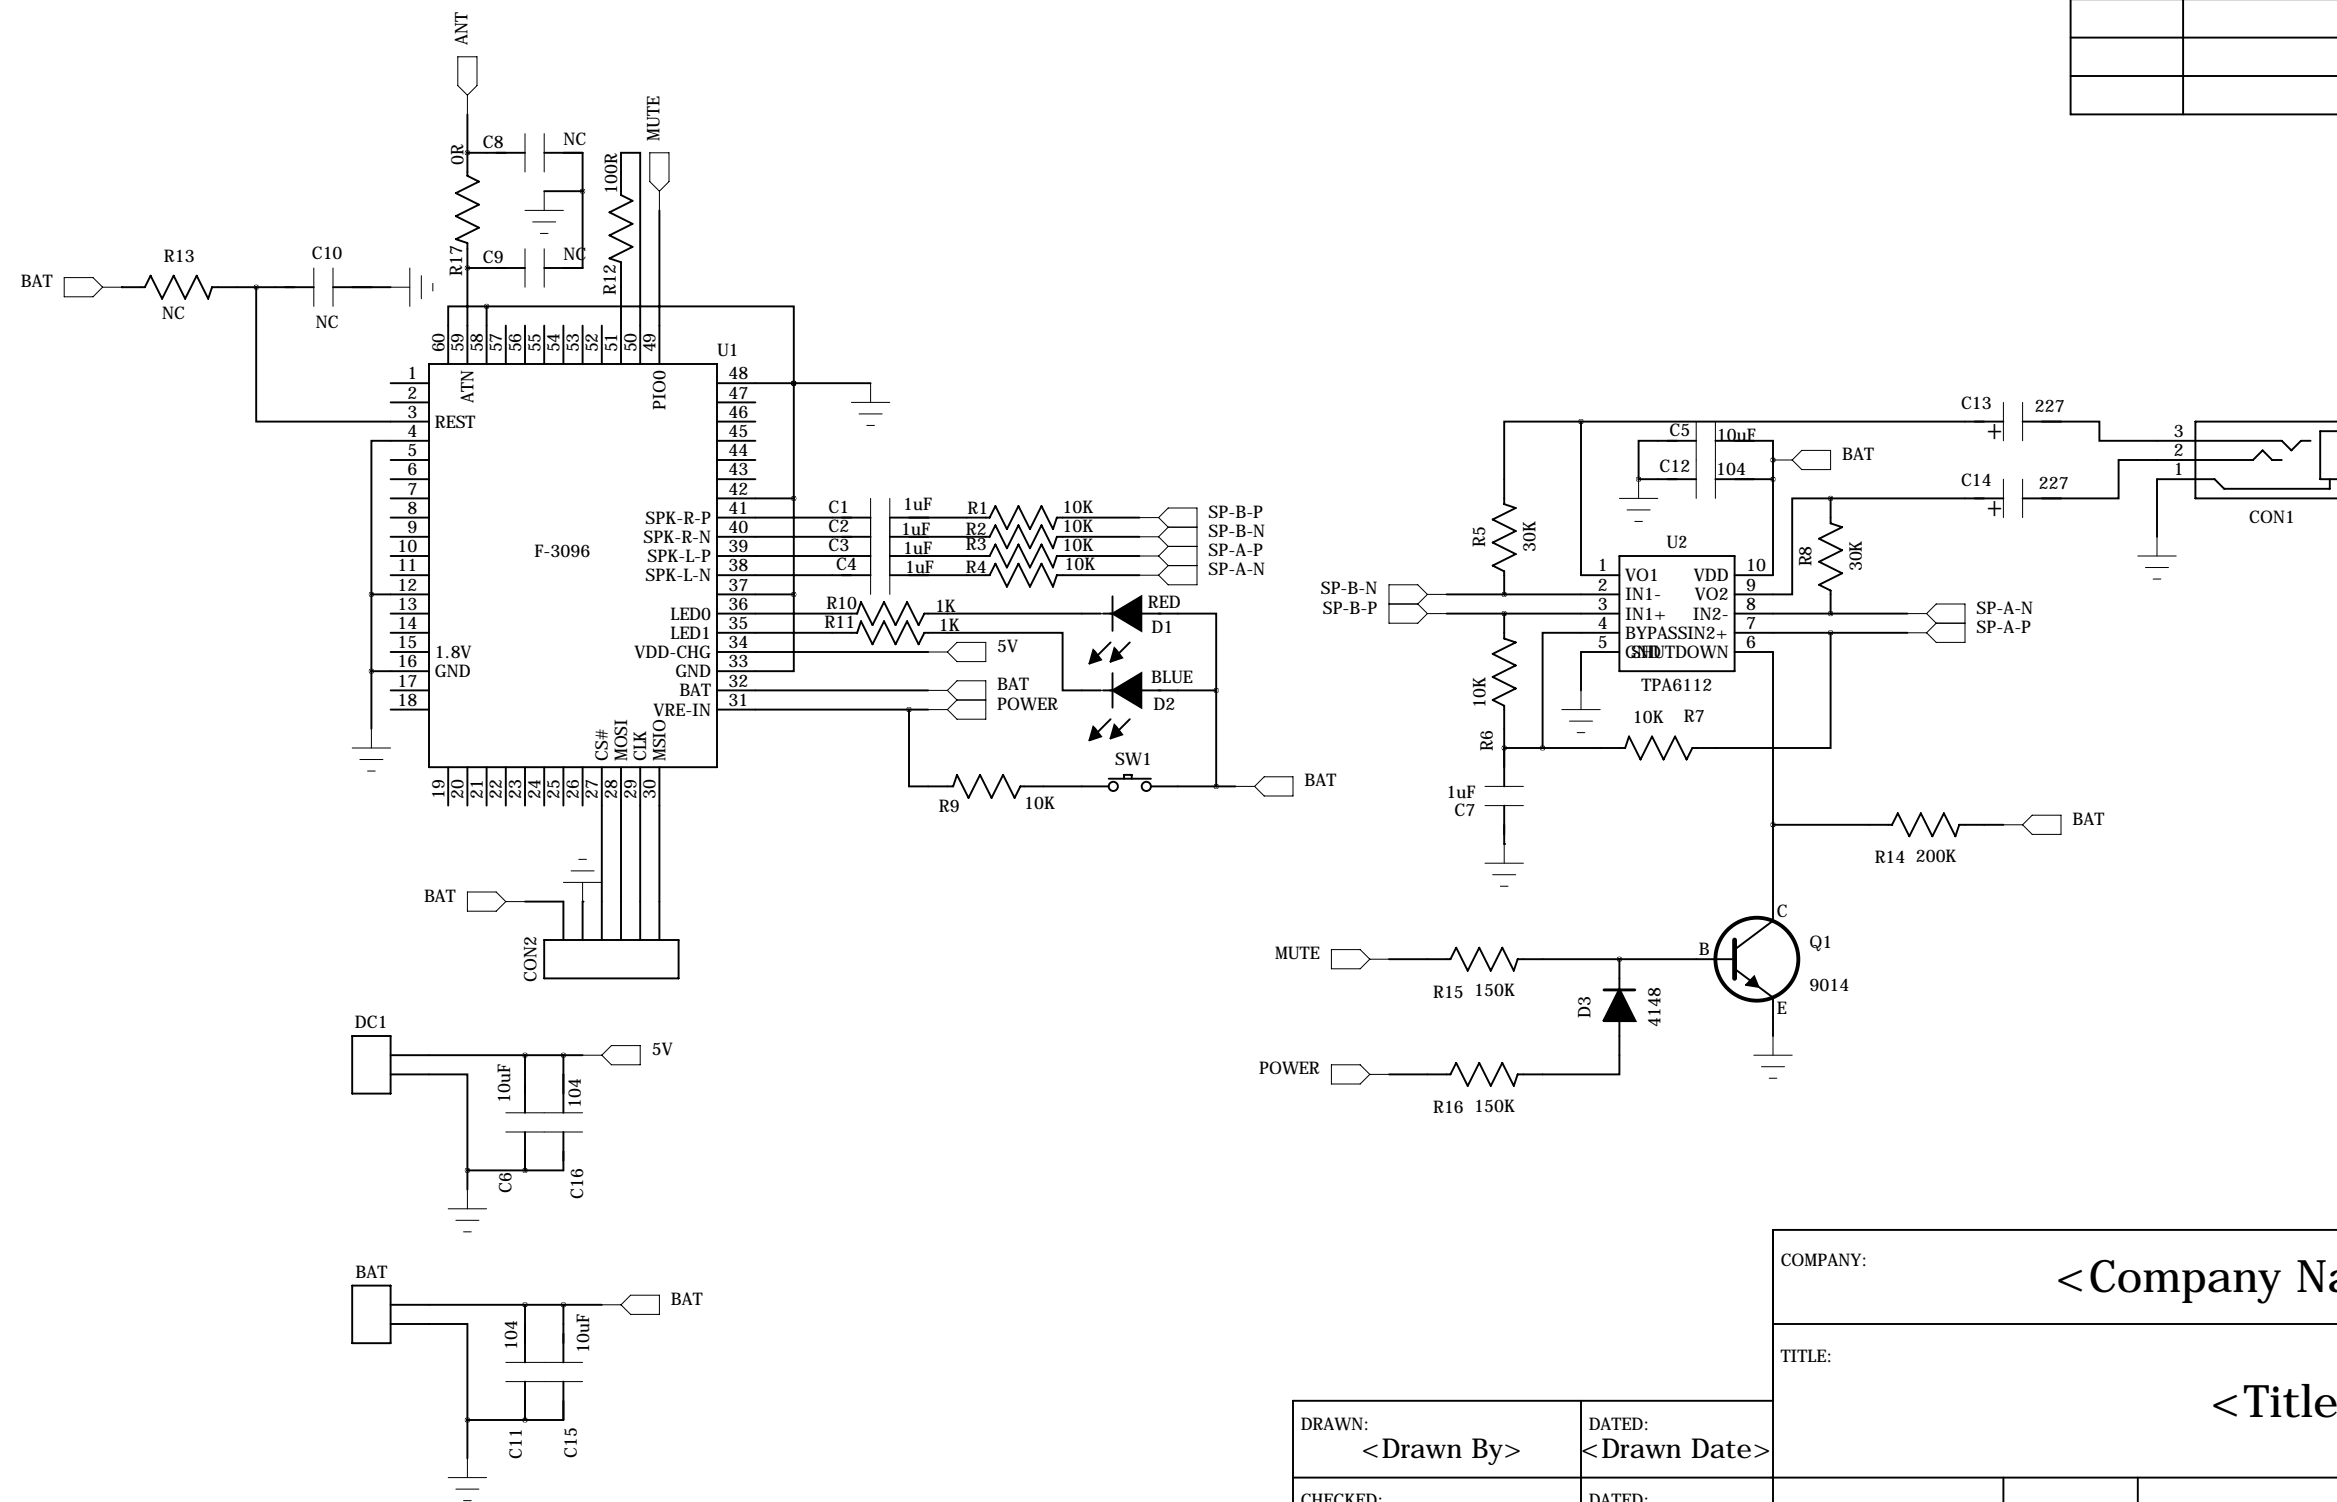 ANT
MUTE
0R
C8
NC
100R
R17
C9
NC
R12
R13
C10
BAT
NC
NC
60
59
58
57
56
55
54
53
52
51
50
49
U1
ATN
PIO0
F-3096
1
2
3
REST
4
5
6
7
8
9
10
11
12
13
14
15
1.8V
16
GND
17
18
48
47
46
45
44
43
42
SPK-R-P
41
SPK-R-N
40
SPK-L-P
39
SPK-L-N
38
37
LED0
36
LED1
35
VDD-CHG
34
GND
33
BAT
32
VRE-IN
31
CS#
MOSI
CLK
MSIO
19
20
21
22
23
24
25
26
27
28
29
30
C1
1uF
R1
10K
SP-B-P
C2
1uF
R2
10K
SP-B-N
C3
1uF
R3
10K
SP-A-P
C4
1uF
R4
10K
SP-A-N
R10
1K
RED
D1
R11
1K
5V
BAT
POWER
BLUE
D2
SW1
R9
10K
BAT
BAT
CON2
DC1
5V
10uF
104
C6
C16
BAT
BAT
104
10uF
C11
C15
C13
227
+
C5
10uF
C12
104
BAT
C14
227
+
3
2
1
CON1
R5
30K
R8
30K
U2
1
VO1
VDD
10
2
IN1-
VO2
9
3
IN1+
IN2-
8
4
BYPASS
IN2+
7
5
GND
SHUTDOWN
6
TPA6112
SP-B-N
SP-B-P
SP-A-N
SP-A-P
10K
R6
10K R7
1uF
C7
R14 200K
BAT
MUTE
R15 150K
B
C
E
Q1
9014
D3
4148
POWER
R16 150K
COMPANY:
<Company Na
TITLE:
<Title
DRAWN:
<Drawn By>
DATED:
<Drawn Date>
CHECKED:
DATED: